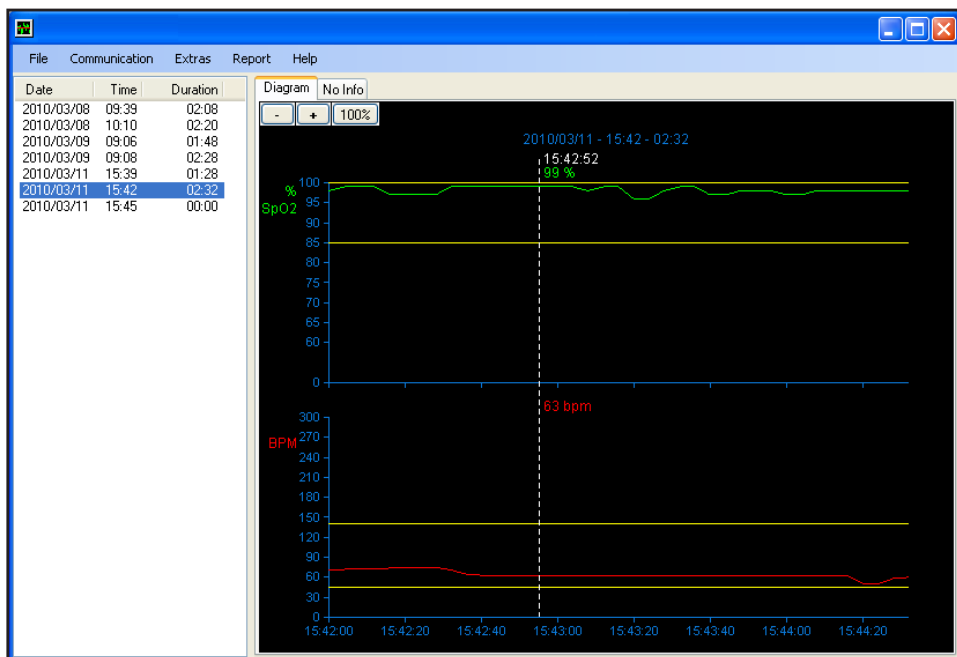 File Communication Extras Report Help
Date Time Duration
2010/03/08 09:39 02:08
2010/03/08 10:10 02:20
2010/03/09 09:06 01:48
2010/03/09 09:08 02:28
2010/03/11 15:39 01:28
2010/03/11 15:42 02:32
2010/03/11 15:45 00:00
Diagram No Info
- + 100%
2010/03/11 - 15:42 - 02:32
15:42:52
99 %
%
SpO2
100
95
90
85
80
75
70
65
60
0
63 bpm
BPM
300
270
240
210
180
150
120
90
60
30
0
15:42:00 15:42:20 15:42:40 15:43:00 15:43:20 15:43:40 15:44:00 15:44:20